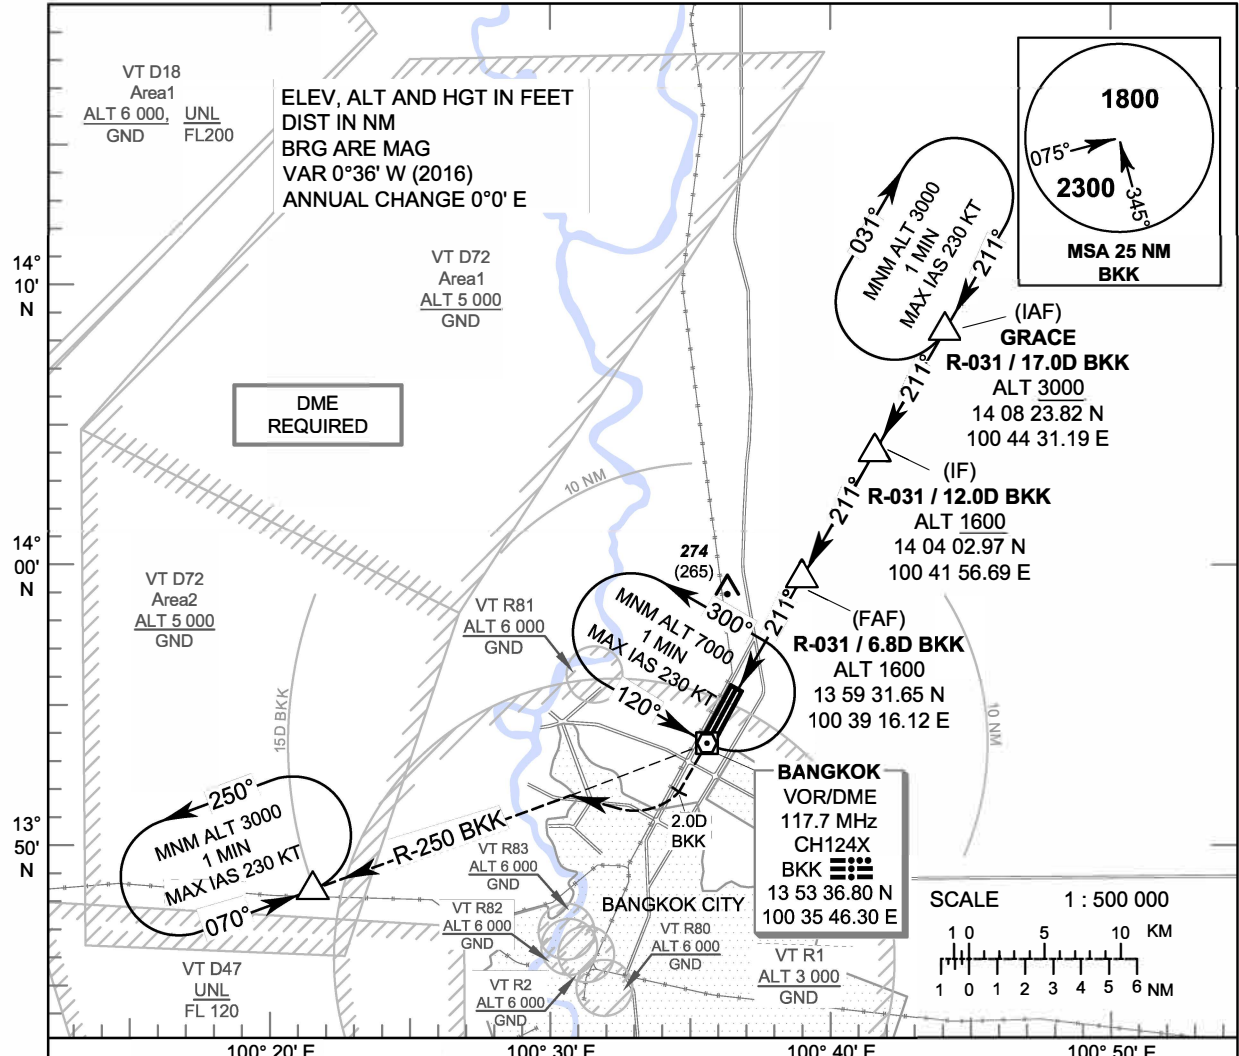 VT D18
Area1
ALT 6 000, UNL
GND FL200
ELEV, ALT AND HGT IN FEET
DIST IN NM
BRG ARE MAG
VAR 0°36' W (2016)
ANNUAL CHANGE 0°0' E
1800
075°
2300
345°
MSA 25 NM
BKK
031°
MNM ALT 3000
1 MIN
MAX IAS 230 KT
211°
VT D72
Area1
ALT 5 000
GND
14°
10'
N
(IAF)
GRACE
R-031 / 17.0D BKK
ALT 3000
14 08 23.82 N
100 44 31.19 E
211°
DME
REQUIRED
(IF)
R-031 / 12.0D BKK
ALT 1600
14 04 02.97 N
100 41 56.69 E
211°
10 NM
14°
00'
N
274
(265)
VT D72
Area2
ALT 5 000
GND
VT R81
ALT 6 000
GND
300°
MNM ALT 7000
1 MIN
MAX IAS 230 KT
120°
211°
(FAF)
R-031 / 6.8D BKK
ALT 1600
13 59 31.65 N
100 39 16.12 E
15D BKK
10 NM
BANGKOK
VOR/DME
117.7 MHz
CH124X
BKK
13 53 36.80 N
100 35 46.30 E
250°
MNM ALT 3000
1 MIN
MAX IAS 230 KT
070°
R-250 BKK
2.0D
BKK
13°
50'
N
VT R83
ALT 6 000
GND
VT R82
ALT 6 000
GND
BANGKOK CITY
VT R80
ALT 6 000
GND
VT R2
ALT 6 000
GND
VT R1
ALT 3 000
GND
VT D47
UNL
FL 120
SCALE 1 : 500 000
1 0 5 10 KM
1 0 1 2 3 4 5 6 NM
100° 20' E 100° 30' E 100° 40' E 100° 50' E